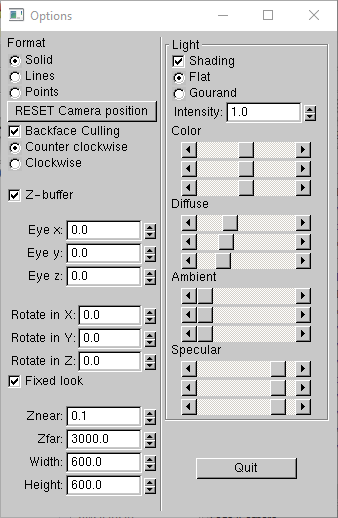 Options
Format
Solid
Lines
Points
RESET Camera position
Backface Culling
Counter clockwise
Clockwise
Z-buffer
Eye x: 0.0
Eye y: 0.0
Eye z: 0.0
Rotate in X: 0.0
Rotate in Y: 0.0
Rotate in Z: 0.0
Fixed look
Znear: 0.1
Zfar: 3000.0
Width: 600.0
Height: 600.0
Light
Shading
Flat
Gourand
Intensity: 1.0
Color
Diffuse
Ambient
Specular
Quit